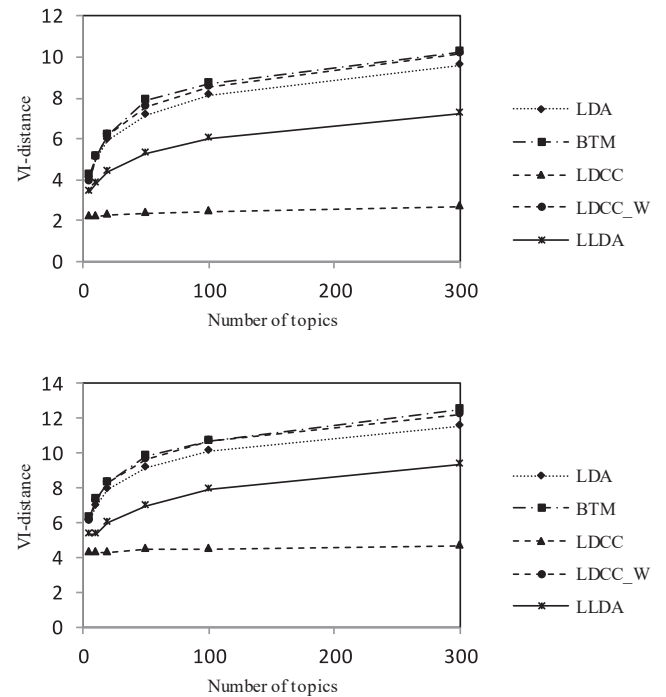 12
10
8
6
4
2
0
VI-distance
0 100 200 300
Number of topics
LDA
BTM
LDCC
LDCC_W
LLDA
14
12
10
8
6
4
2
0
VI-distance
0 100 200 300
Number of topics
LDA
BTM
LDCC
LDCC_W
LLDA